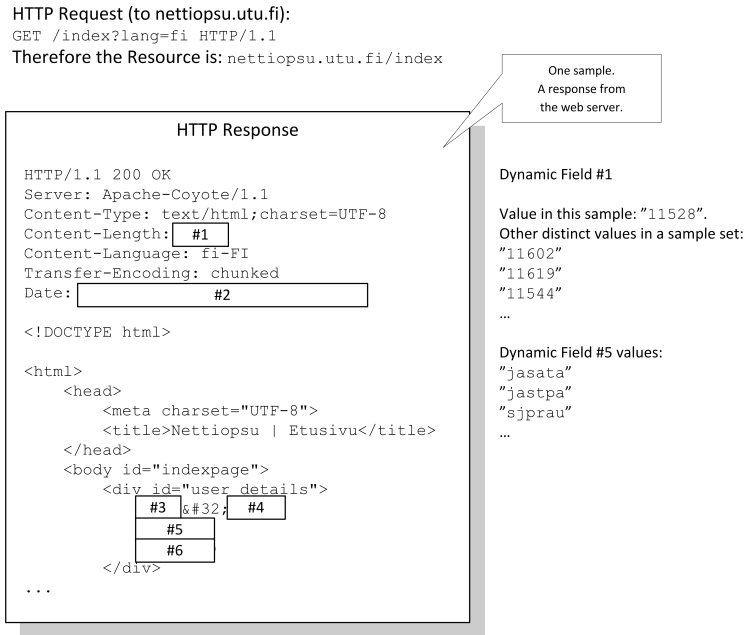 HTTP Request (to nettiopsu.utu.fi):
GET /index?lang=fi HTTP/1.1
Therefore the Resource is: nettiopsu.utu.fi/index
One sample.
A response from
the web server.
HTTP Response
HTTP/1.1 200 OK
Server: Apache-Coyote/1.1
Content-Type: text/html;charset=UTF-8
Content-Length: #1
Content-Language: fi-FI
Transfer-Encoding: chunked
Date: #2
<!DOCTYPE html>
<html>
<head>
<meta charset="UTF-8">
<title>Nettiopsu | Etusivu</title>
</head>
<body id="indexpage">
<div id="user details">
#3 &#32; #4
#5
#6
</div>
...
Dynamic Field #1
Value in this sample: "11528".
Other distinct values in a sample set:
"11602"
"11619"
"11544"
…
Dynamic Field #5 values:
"jasata"
"jastpa"
"sjprau"
…